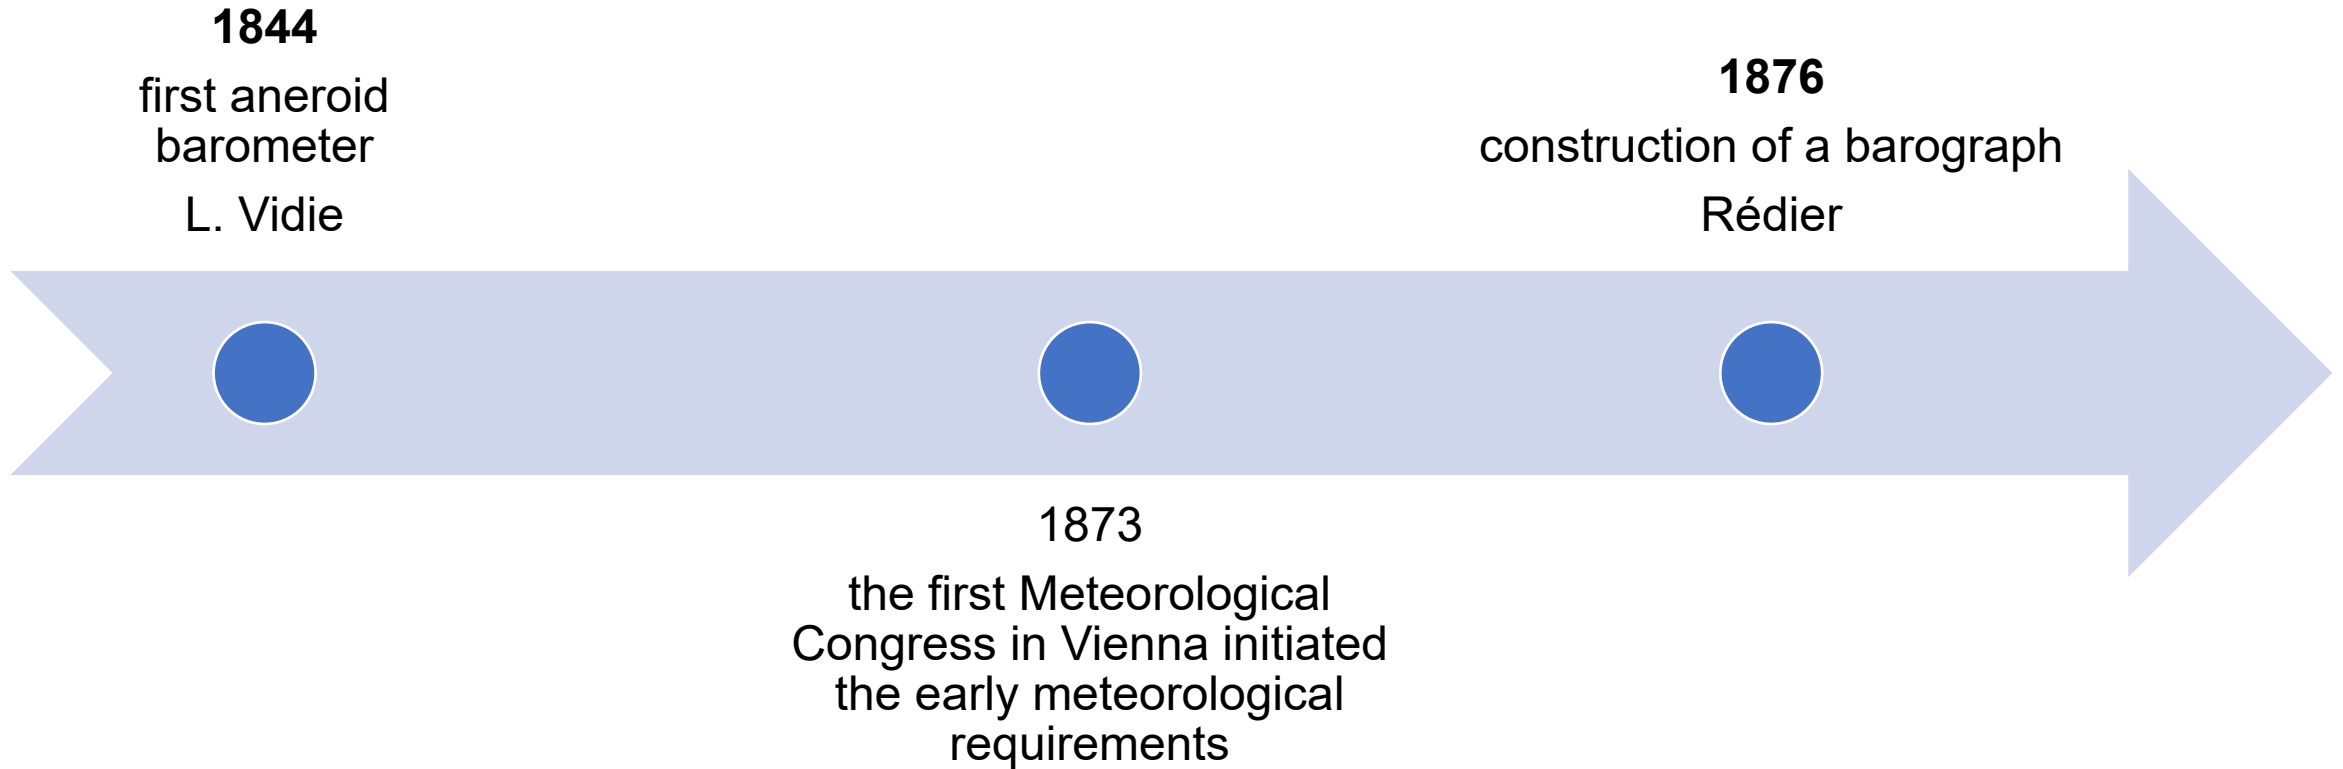 1844
first aneroid
barometer
L. Vidie
1873
the first Meteorological
Congress in Vienna initiated
the early meteorological
requirements
1876
construction of a barograph
Rédier